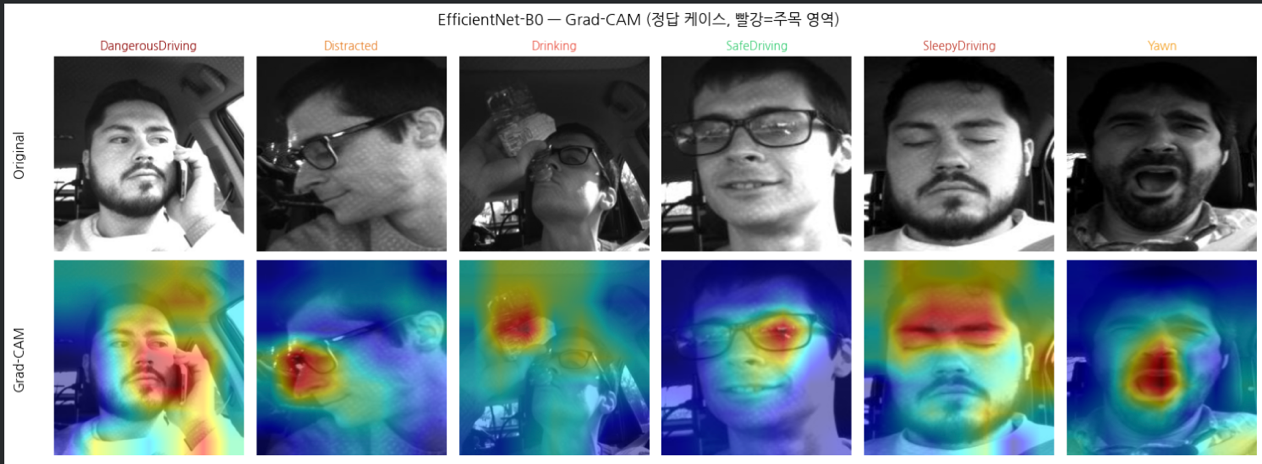 EfficientNet-B0 — Grad-CAM (정답 케이스, 빨강=주목 영역)
DangerousDriving
Distracted
Drinking
SafeDriving
SleepyDriving
Yawn
Original
Grad-CAM